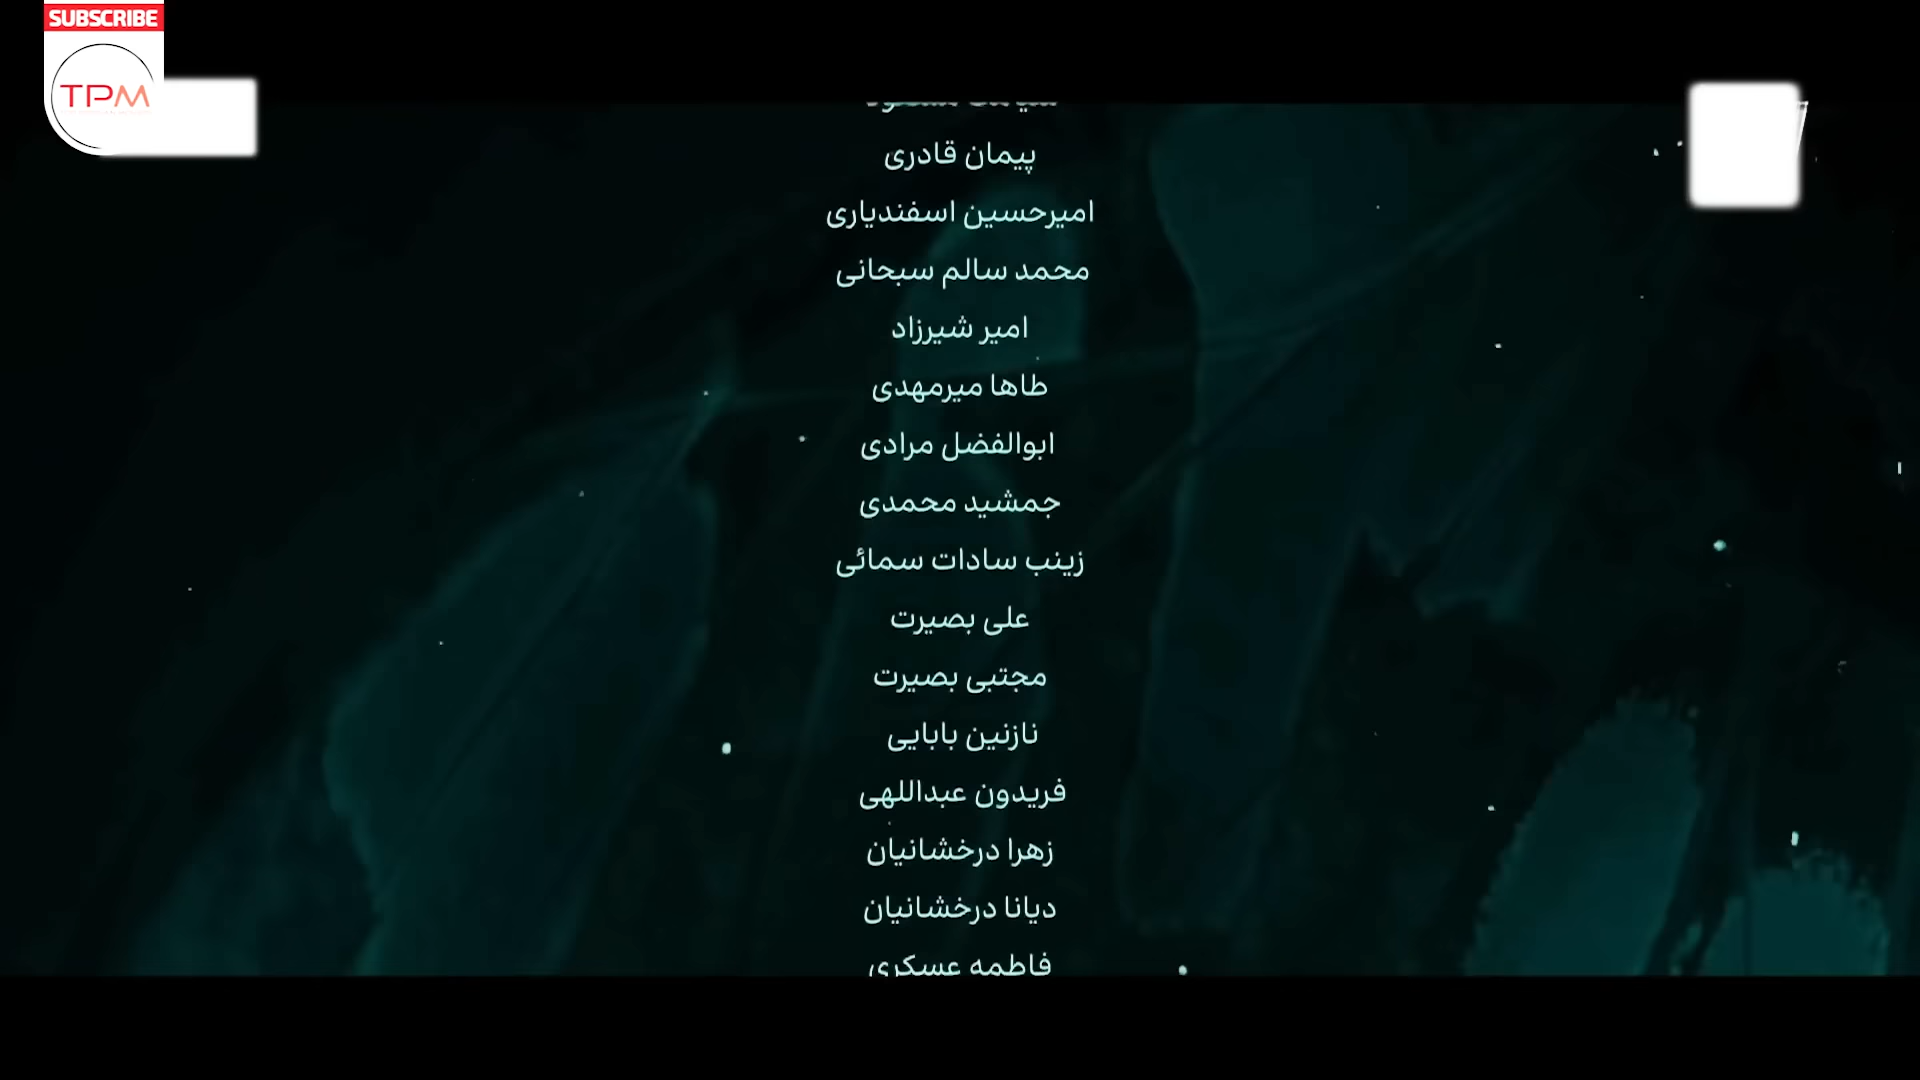 SUBSCRIBE
TPM
پیمان قادری
امیرحسین اسفندیاری
محمد سالم سبحانی
امیر شیرزاد
طاها میرمهدی
ابوالفضل مرادی
جمشید محمدی
زینب سادات سمائی
علی بصیرت
مجتبی بصیرت
نازنین بابایی
فریدون عبداللهی
زهرا درخشانیان
دیانا درخشانیان
فاطمه عسکری